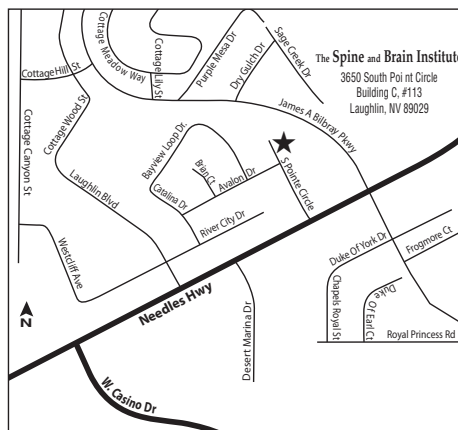 The Spine and Brain Institute
3650 South Poi nt Circle
Building C, #113
Laughlin, NV 89029
Cottage Hill St
Cottage Meadow Way
Cottage Lily St
Purple Mesa Dr
Dry Gulch Dr
Sage Creek Dr
James A Bilbray Pkwy
Cottage Canyon St
Cottage Wood St
Laughlin Blvd
Bayview Loop Dr.
Brian Ct
Catalina Dr
Avalon Dr
S Pointe Circle
River City Dr
Westcliff Ave
Needles Hwy
Duke Of York Dr
Frogmore Ct
Chapels Royal St
Duke Of Earl Ct
Royal Princess Rd
Desert Marina Dr
N
W. Casino Dr